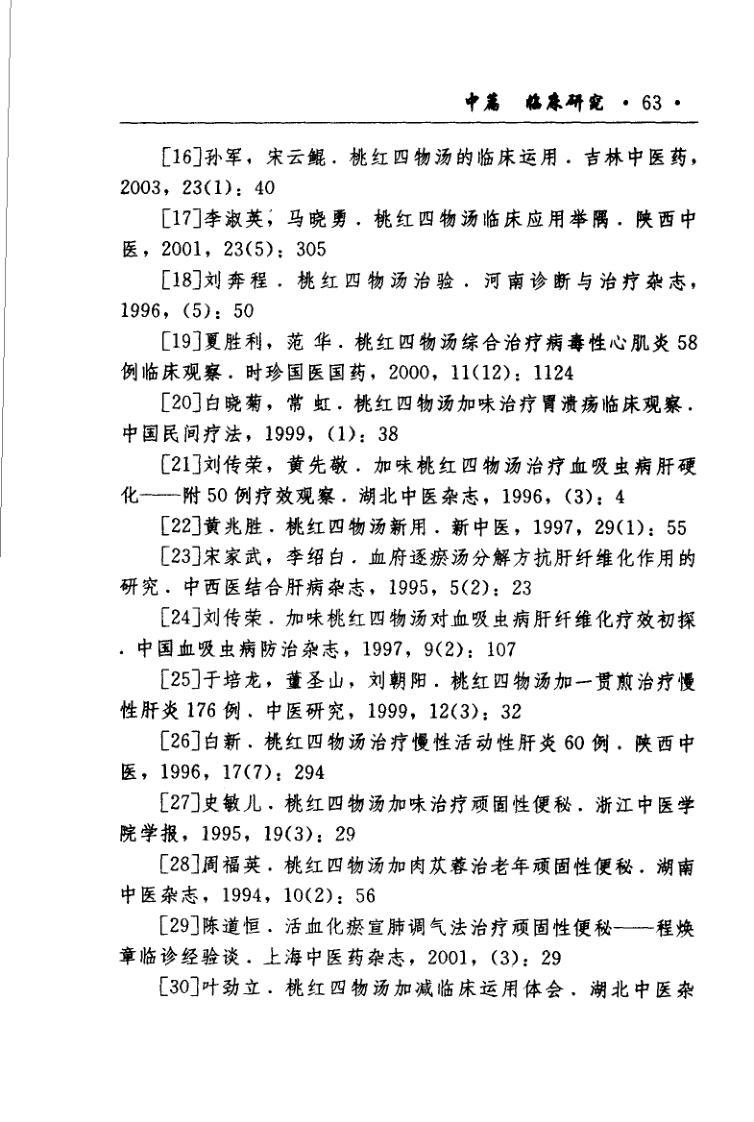 中篇 临床研究 · 63 ·
[16]孙军，宋云鲲．桃红四物汤的临床运用．吉林中医药，
2003，23(1)：40
[17]李淑英，马晓勇．桃红四物汤临床应用举隅．陕西中
医，2001，23(5)：305
[18]刘奔程．桃红四物汤治验．河南诊断与治疗杂志，
1996，(5)：50
[19]夏胜利，范 华．桃红四物汤综合治疗病毒性心肌炎 58
例临床观察．时珍国医国药，2000，11(12)：1124
[20]白晓菊，常 虹．桃红四物汤加味治疗胃溃疡临床观察．
中国民间疗法，1999，(1)：38
[21]刘传荣，黄先敬．加味桃红四物汤治疗血吸虫病肝硬
化——附 50 例疗效观察．湖北中医杂志，1996，(3)：4
[22]黄兆胜．桃红四物汤新用．新中医，1997，29(1)：55
[23]宋家武，李绍白．血府逐瘀汤分解方抗肝纤维化作用的
研究．中西医结合肝病杂志，1995，5(2)：23
[24]刘传荣．加味桃红四物汤对血吸虫病肝纤维化疗效初探
．中国血吸虫病防治杂志，1997，9(2)：107
[25]于培龙，董圣山，刘朝阳．桃红四物汤加一贯煎治疗慢
性肝炎 176 例．中医研究，1999，12(3)：32
[26]白新．桃红四物汤治疗慢性活动性肝炎 60 例．陕西中
医，1996，17(7)：294
[27]史敏儿．桃红四物汤加味治疗顽固性便秘．浙江中医学
院学报，1995，19(3)：29
[28]周福英．桃红四物汤加肉苁蓉治老年顽固性便秘．湖南
中医杂志，1994，10(2)：56
[29]陈道恒．活血化瘀宣肺调气法治疗顽固性便秘——程焕
章临诊经验谈．上海中医药杂志，2001，(3)：29
[30]叶劲立．桃红四物汤加减临床运用体会．湖北中医杂